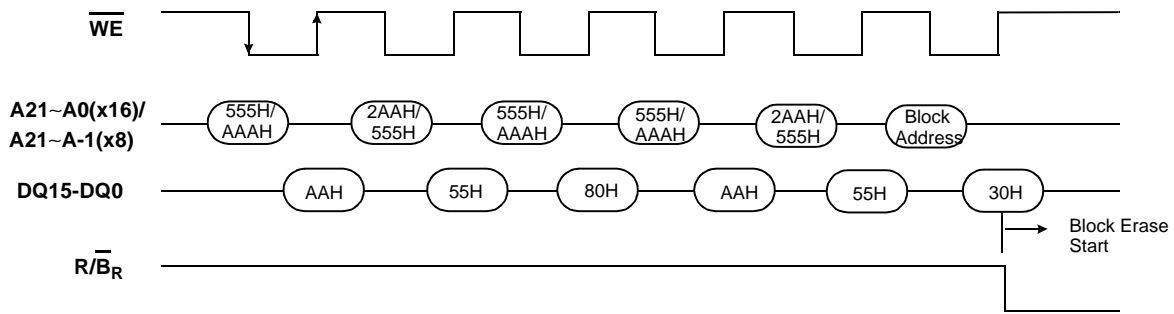 WE
A21~A0(x16)/
A21~A-1(x8)
555H/
AAAH
2AAH/
555H
555H/
AAAH
555H/
AAAH
2AAH/
555H
Block
Address
DQ15-DQ0
AAH
55H
80H
AAH
55H
30H
Block Erase
Start
R/B̅R